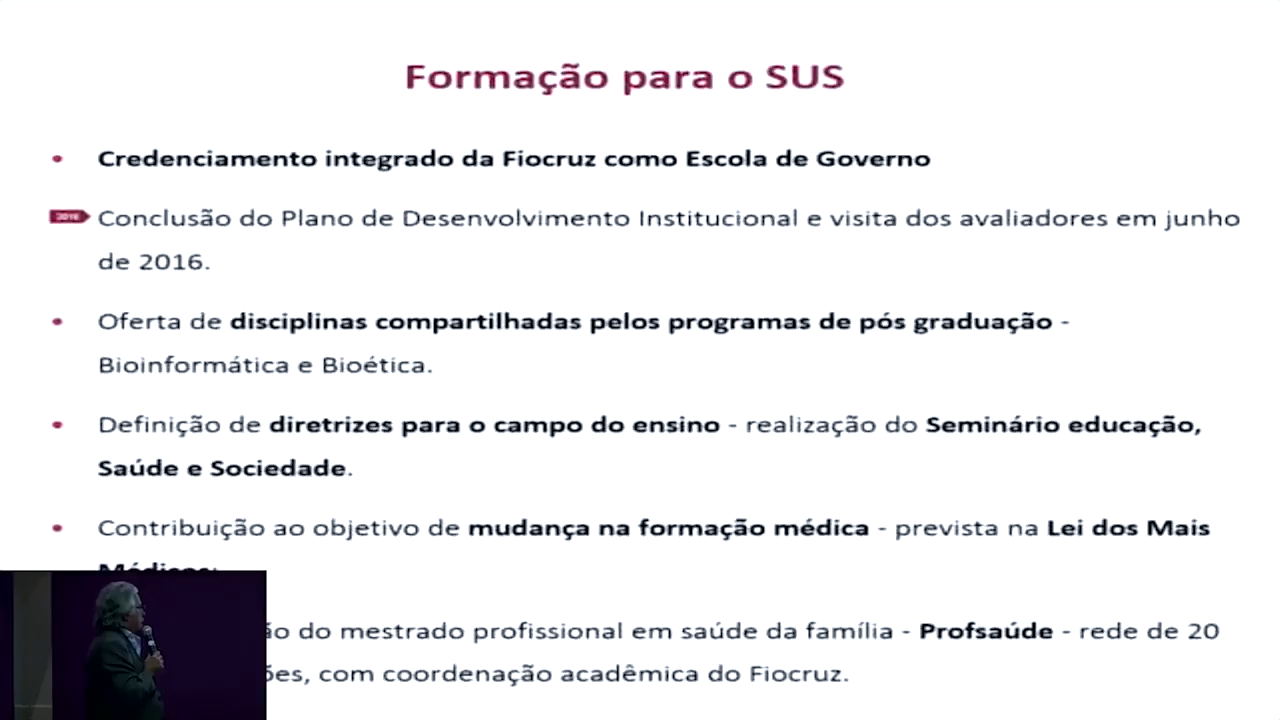 Formação para o SUS
• Credenciamento integrado da Fiocruz como Escola de Governo
2016 Conclusão do Plano de Desenvolvimento Institucional e visita dos avaliadores em junho
de 2016.
• Oferta de disciplinas compartilhadas pelos programas de pós graduação -
Bioinformática e Bioética.
• Definição de diretrizes para o campo do ensino - realização do Seminário educação,
Saúde e Sociedade.
• Contribuição ao objetivo de mudança na formação médica - prevista na Lei dos Mais
Médicos:
do mestrado profissional em saúde da família - Profsaúde - rede de 20
com coordenação acadêmica do Fiocruz.